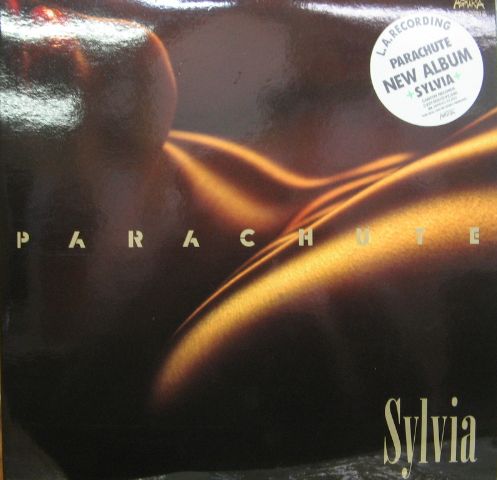 L.A.RECORDING
PARACHUTE
NEW ALBUM
SYLVIA
PARACHUTE
Sylvia